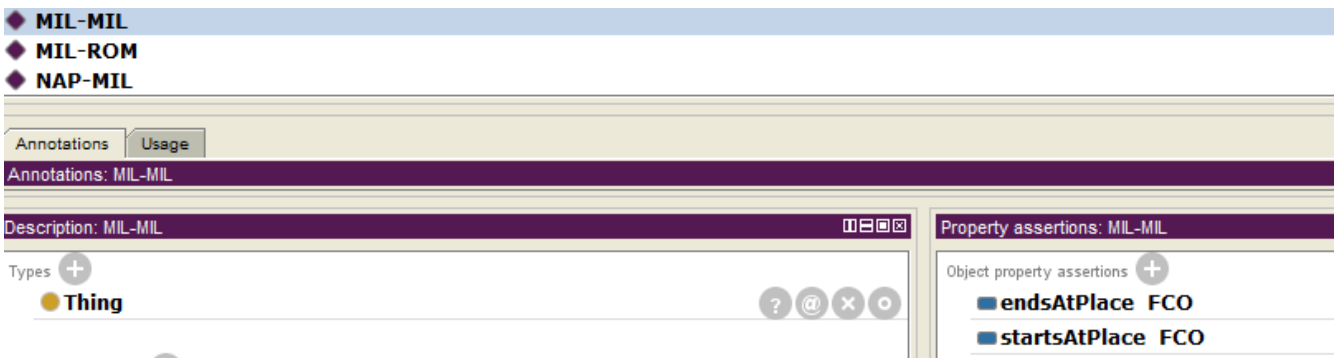 MIL-MIL
MIL-ROM
NAP-MIL
Annotations Usage
Annotations: MIL-MIL
Description: MIL-MIL
Types
Thing
Property assertions: MIL-MIL
Object property assertions
endsAtPlace FCO
startsAtPlace FCO